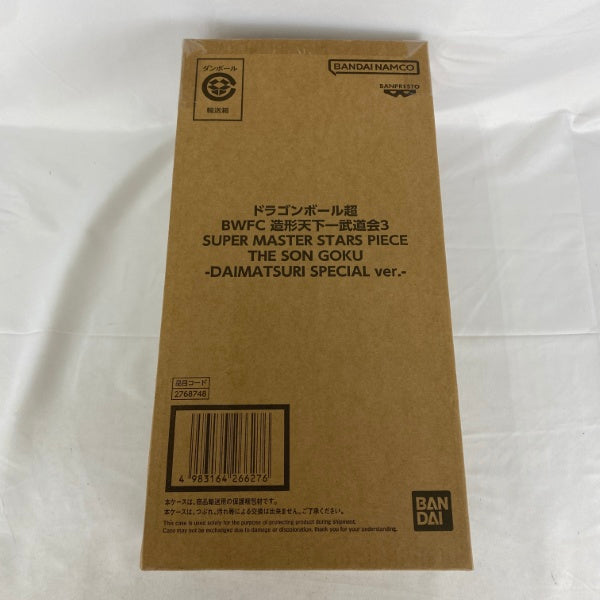 ダンボール
輸送箱
BANDAI NAMCO
BANPRESTO
ドラゴンボール超
BWFC 造形天下一武道会3
SUPER MASTER STARS PIECE
THE SON GOKU
-DAIMATSURI SPECIAL ver.-
品目コード
2768748
4 983164 266276
本ケースは、商品輸送用の保護梱包材です。
本ケースは、つぶれ、汚れ等による交換は出来ません。ご了承ください。
This case is used solely for the purpose of protecting product during shipment.
Case may not be exchanged due to damage or discoloration. thank you for your understanding.
BAN
DAI